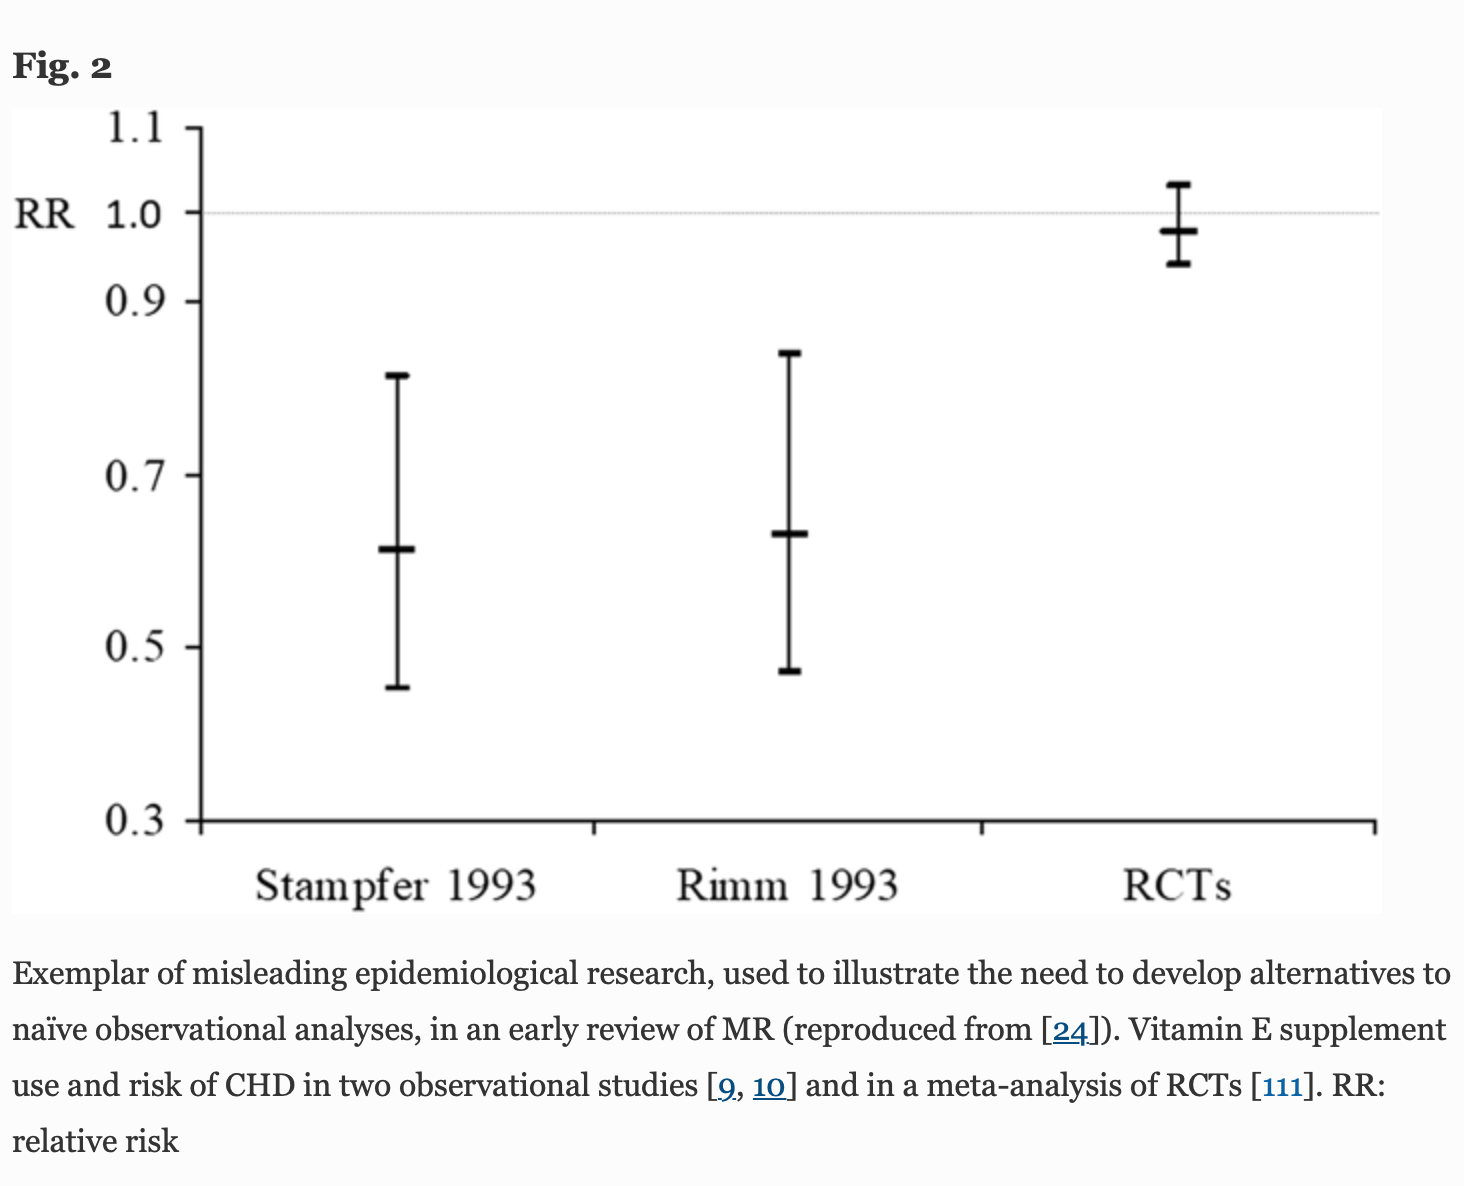 Fig. 2
1.1
RR 1.0
0.9
0.7
0.5
0.3
Stampfer 1993 Rimm 1993 RCTs
Exemplar of misleading epidemiological research, used to illustrate the need to develop alternatives to
naïve observational analyses, in an early review of MR (reproduced from [24]). Vitamin E supplement
use and risk of CHD in two observational studies [9, 10] and in a meta-analysis of RCTs [111]. RR:
relative risk